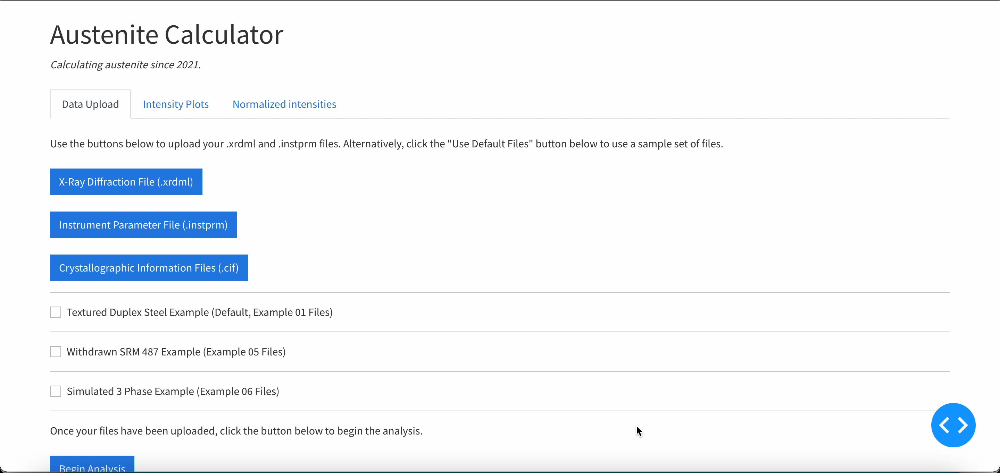 Austenite Calculator
Calculating austenite since 2021.
Data Upload Intensity Plots Normalized intensities
Use the buttons below to upload your .xrdml and .instprm files. Alternatively, click the "Use Default Files" button below to use a sample set of files.
X-Ray Diffraction File (.xrdml)
Instrument Parameter File (.instprm)
Crystallographic Information Files (.cif)
Textured Duplex Steel Example (Default, Example 01 Files)
Withdrawn SRM 487 Example (Example 05 Files)
Simulated 3 Phase Example (Example 06 Files)
Once your files have been uploaded, click the button below to begin the analysis.
Begin Analysis